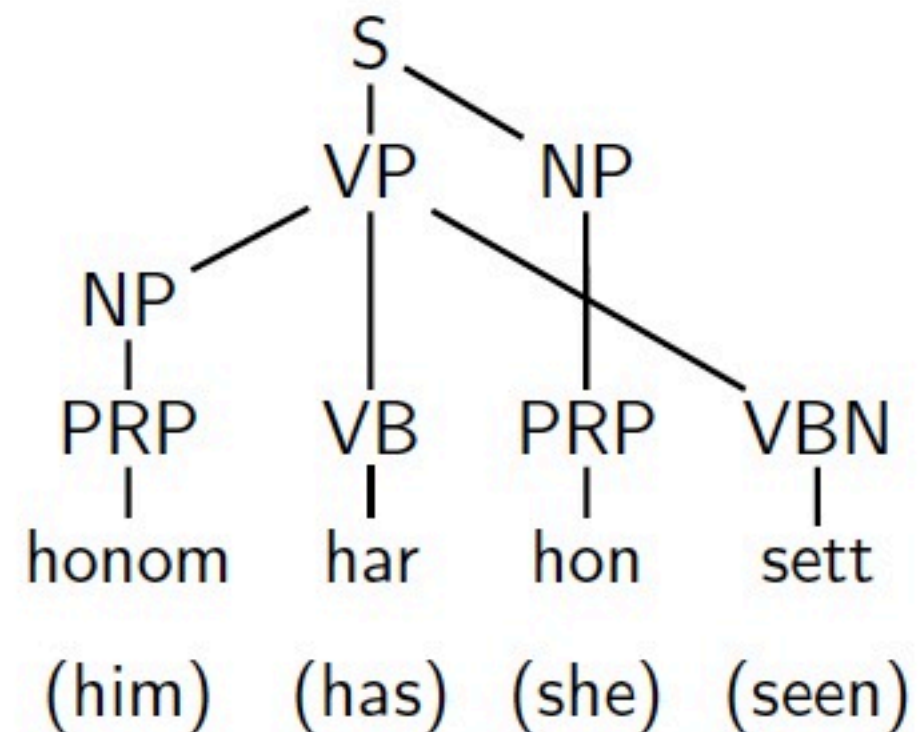 S
VP NP
NP
PRP VB PRP VBN
honom har hon sett
(him) (has) (she) (seen)